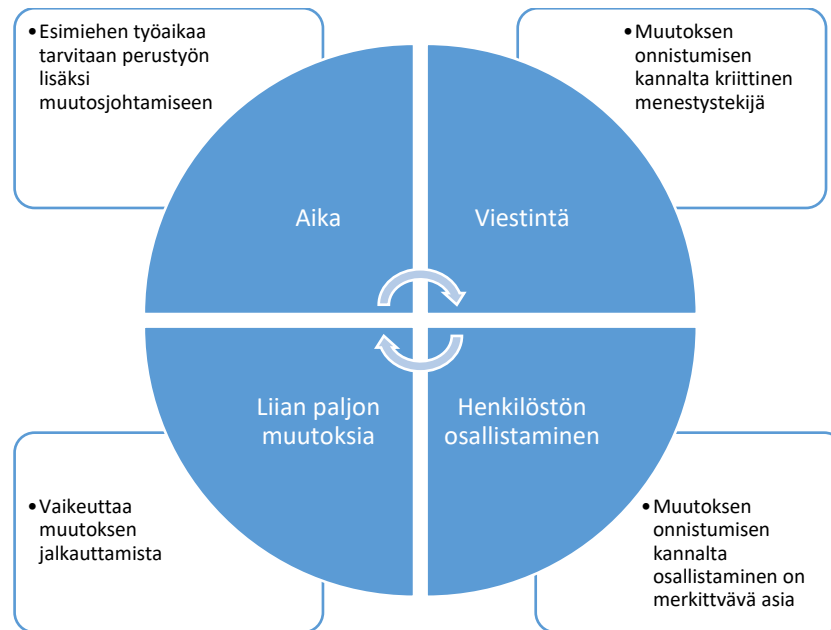 •Esimiehen työaikaa
tarvitaan perustyön
lisäksi
muutosjohtamiseen
•Muutoksen
onnistumisen
kannalta kriittinen
menestystekijä
Aika
Viestintä
Liian paljon
muutoksia
Henkilöstön
osallistaminen
•Vaikeuttaa
muutoksen
jalkauttamista
•Muutoksen
onnistumisen
kannalta
osallistaminen on
merkittvävä asia